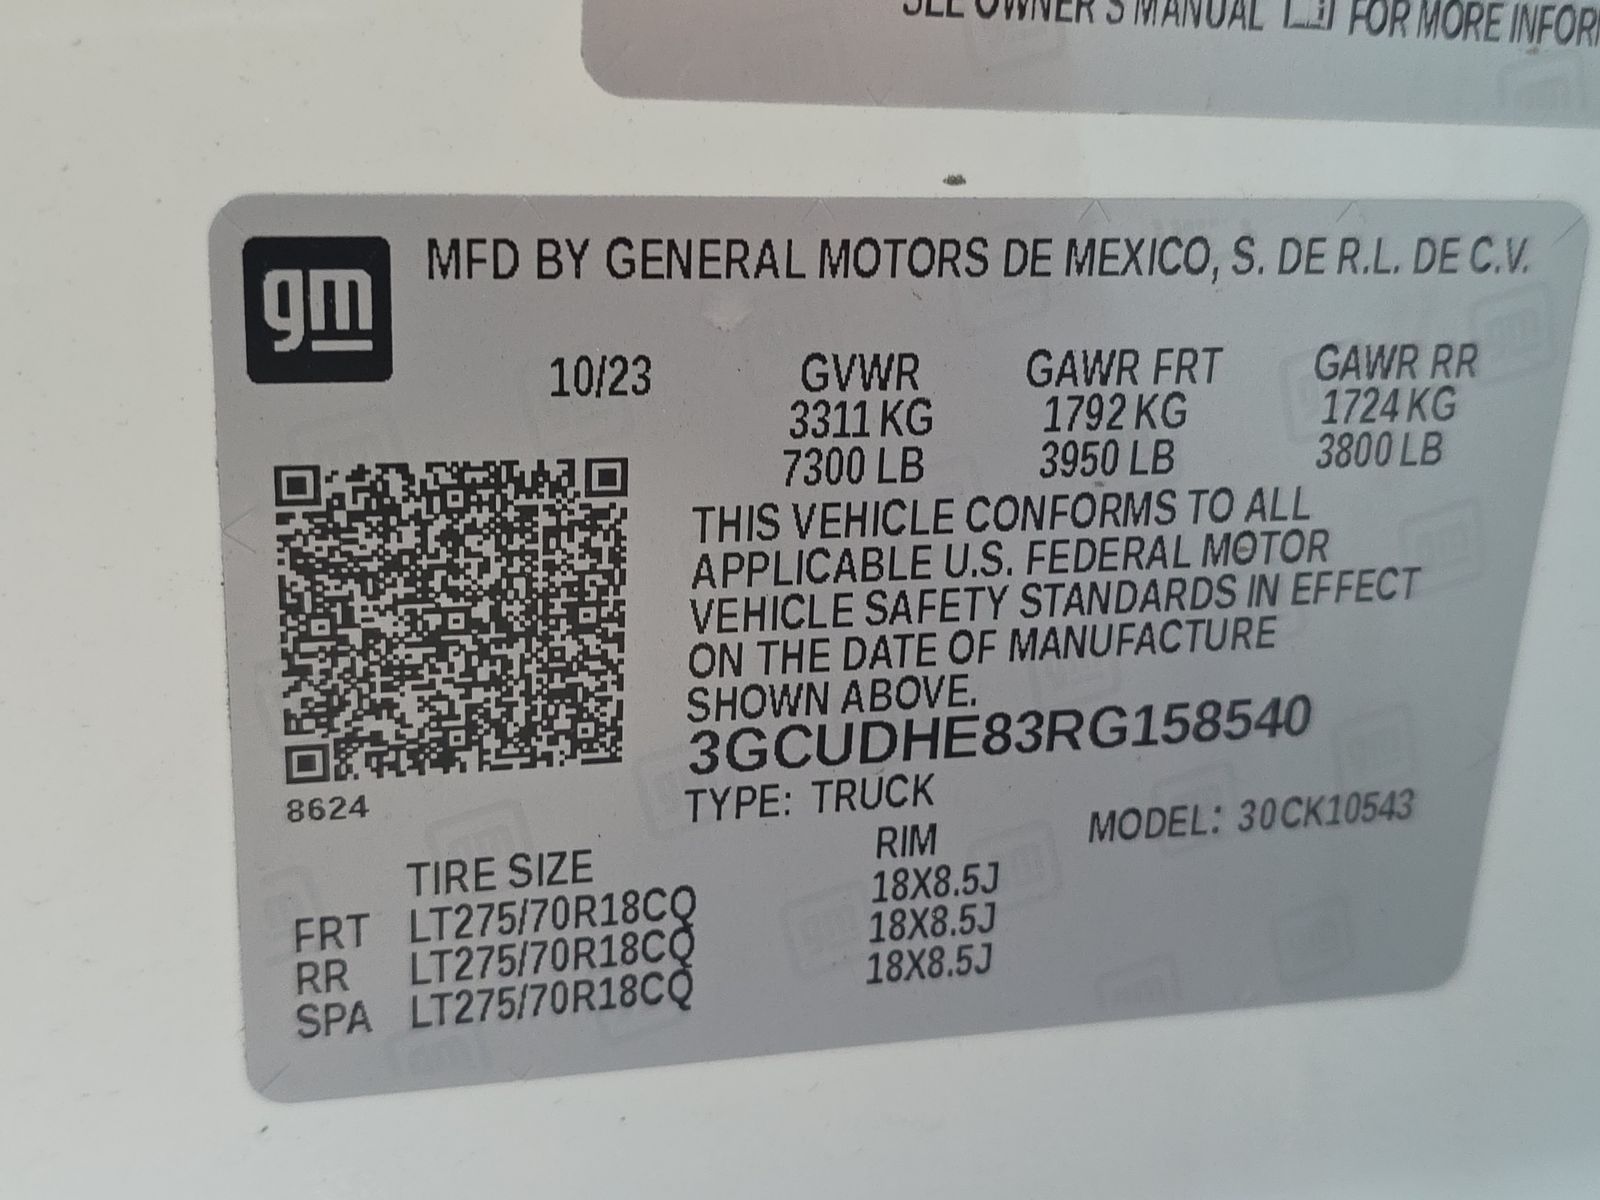 SEE OWNER'S MANUAL FOR MORE INFOR
gm
MFD BY GENERAL MOTORS DE MEXICO, S. DE R.L. DE C.V.
10/23 GVWR GAWR FRT GAWR RR
3311 KG 1792 KG 1724 KG
7300 LB 3950 LB 3800 LB
THIS VEHICLE CONFORMS TO ALL
APPLICABLE U.S. FEDERAL MOTOR
VEHICLE SAFETY STANDARDS IN EFFECT
ON THE DATE OF MANUFACTURE
SHOWN ABOVE.
3GCUDHE83RG158540
8624
TYPE: TRUCK MODEL: 30CK10543
TIRE SIZE RIM
FRT LT275/70R18CQ 18X8.5J
RR LT275/70R18CQ 18X8.5J
SPA LT275/70R18CQ 18X8.5J